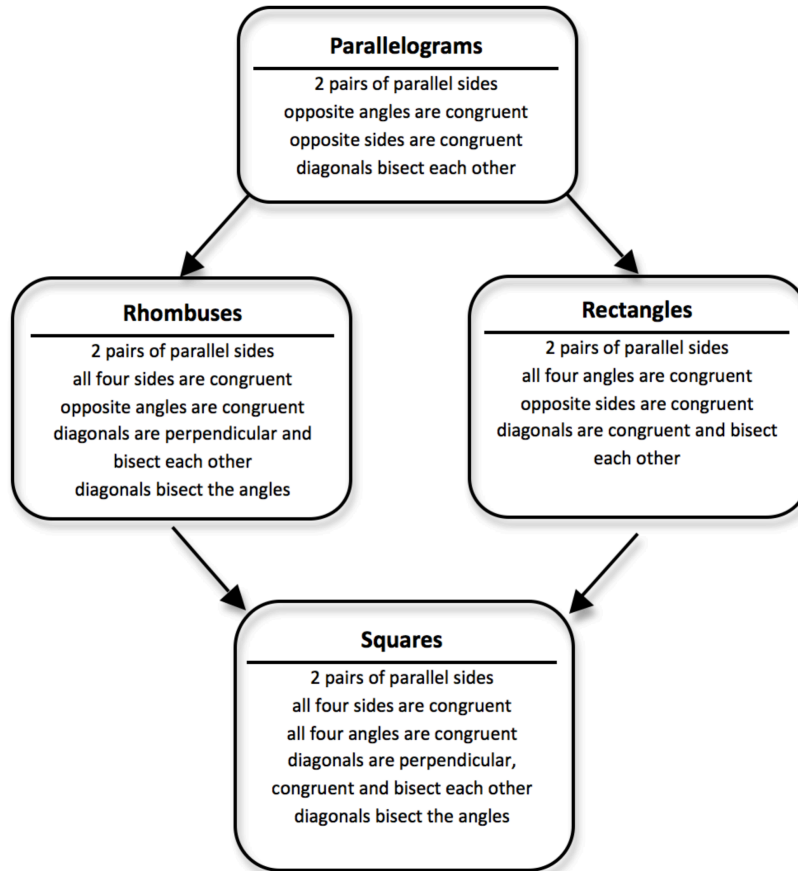 Parallelograms
2 pairs of parallel sides
opposite angles are congruent
opposite sides are congruent
diagonals bisect each other
Rhombuses
2 pairs of parallel sides
all four sides are congruent
opposite angles are congruent
diagonals are perpendicular and
bisect each other
diagonals bisect the angles
Rectangles
2 pairs of parallel sides
all four angles are congruent
opposite sides are congruent
diagonals are congruent and bisect
each other
Squares
2 pairs of parallel sides
all four sides are congruent
all four angles are congruent
diagonals are perpendicular,
congruent and bisect each other
diagonals bisect the angles